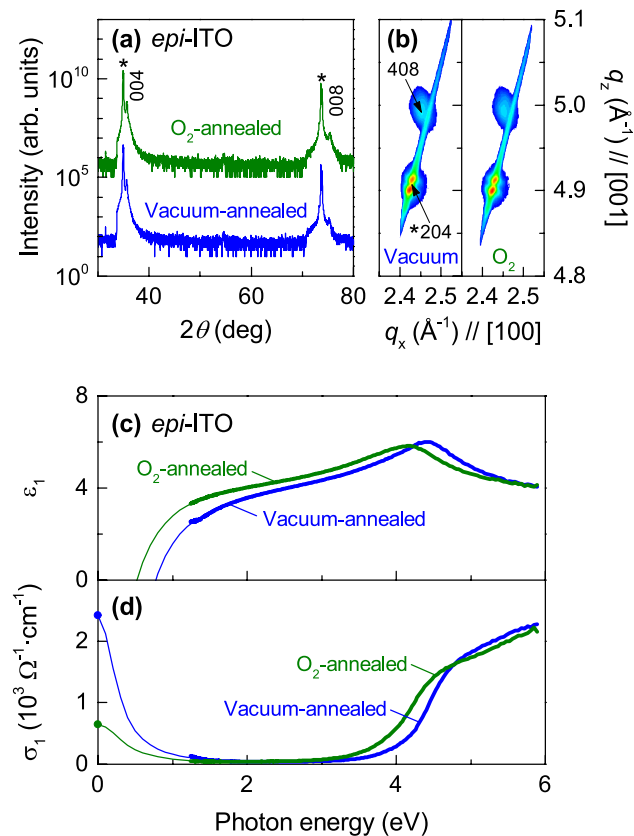 (a) epi-ITO
(b)
* 004
* 008
O2-annealed
Vacuum-annealed
10^10
10^5
10^0
Intensity (arb. units)
40 60 80
2θ (deg)
408
*204
Vacuum
O2
2.4 2.5 2.4 2.5
qx (Å-1) // [100]
5.1
5.0
4.9
4.8
qz (Å-1) // [001]
(c) epi-ITO
O2-annealed
Vacuum-annealed
8
4
0
ε1
(d)
O2-annealed
Vacuum-annealed
2
1
0
σ1 (10^3 Ω-1·cm-1)
0 2 4 6
Photon energy (eV)